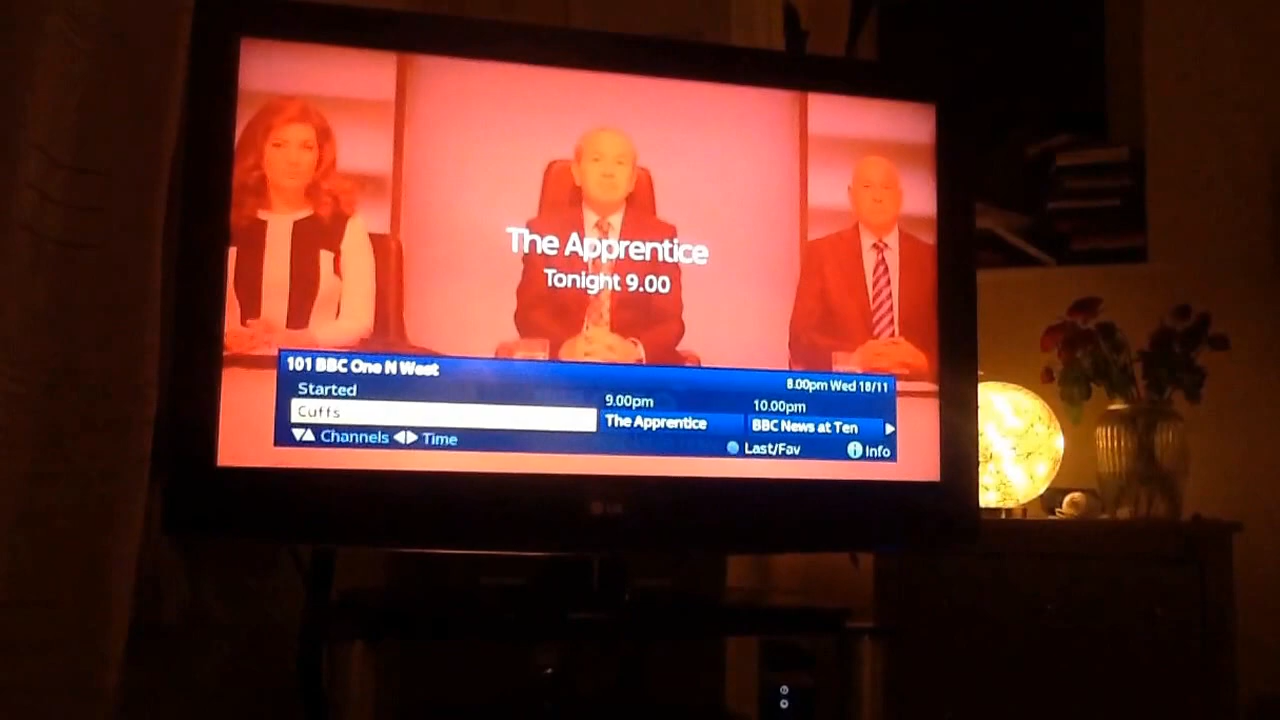 The Apprentice
Tonight 9.00
101 BBC One N West
8.00pm Wed 18/11
Started
9.00pm
10.00pm
Cuffs
The Apprentice
BBC News at Ten
Channels
Time
Last/Fav
i Info
LG